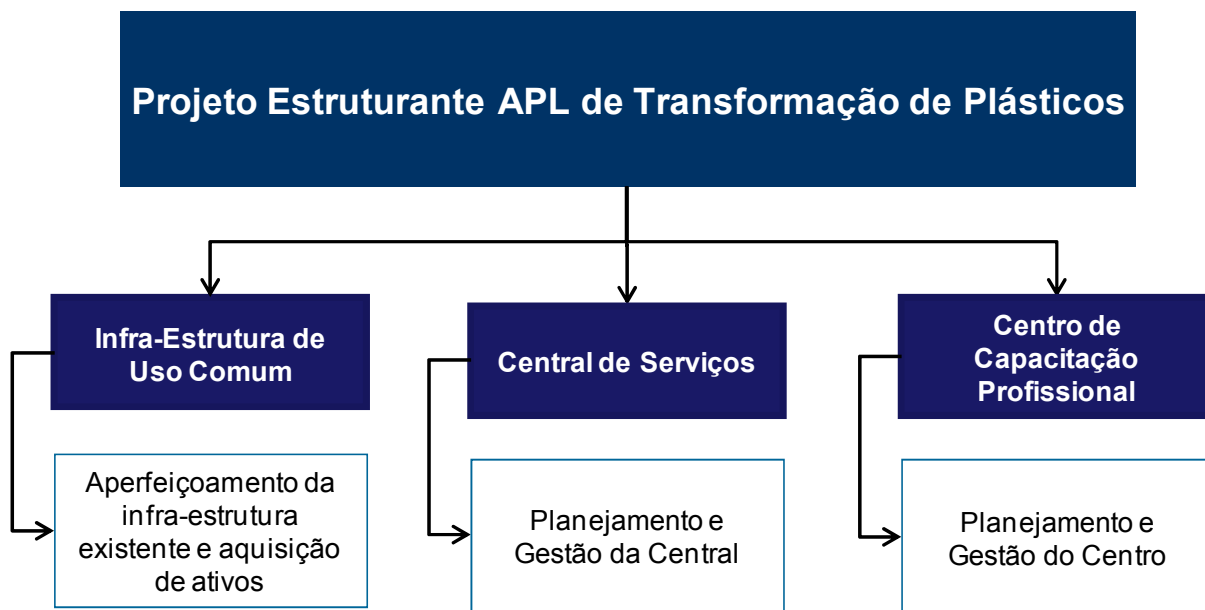 Projeto Estruturante APL de Transformação de Plásticos
Infra-Estrutura de
Uso Comum
Central de Serviços
Centro de
Capacitação
Profissional
Aperfeiçoamento da
infra-estrutura
existente e aquisição
de ativos
Planejamento e
Gestão da Central
Planejamento e
Gestão do Centro